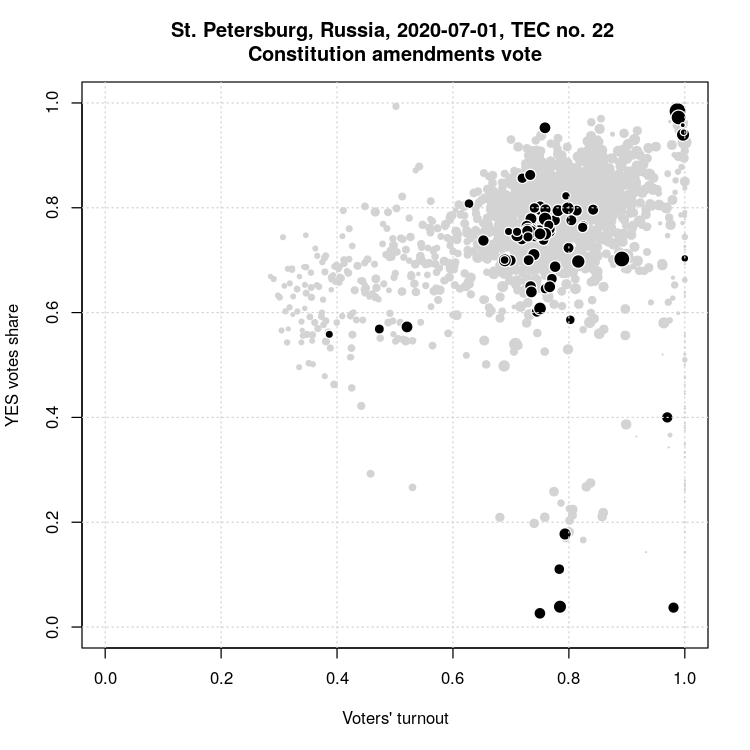 St. Petersburg, Russia, 2020-07-01, TEC no. 22
Constitution amendments vote
YES votes share
1.0
0.8
0.6
0.4
0.2
0.0
0.0 0.2 0.4 0.6 0.8 1.0
Voters' turnout